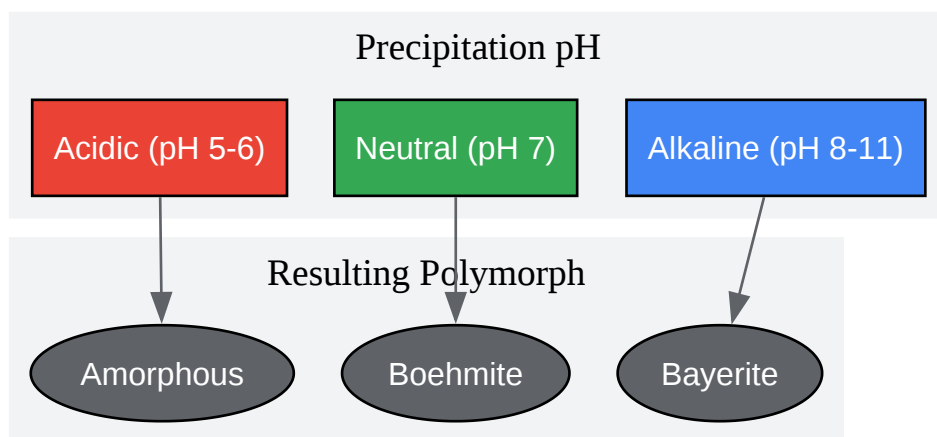 Precipitation pH
Acidic (pH 5-6)
Neutral (pH 7)
Alkaline (pH 8-11)
Resulting Polymorph
Amorphous
Boehmite
Bayerite